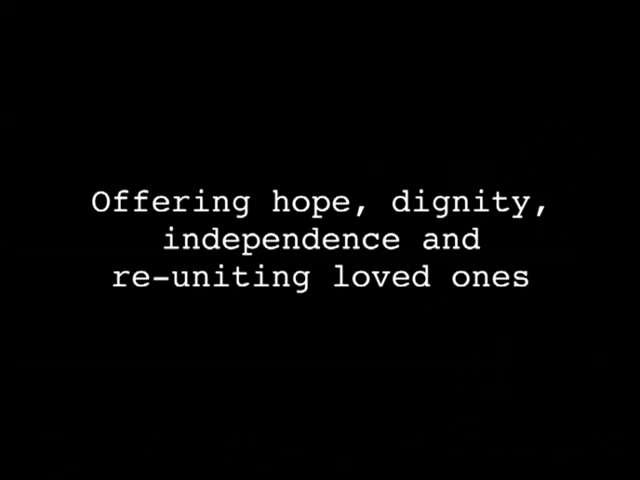 Offering hope, dignity,
independence and
re-uniting loved ones